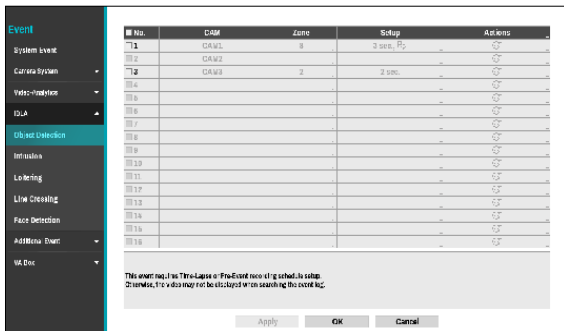 Event
System Event
Camera System
Video-Analytics
IDLA
Object Detection
Intrusion
Loitering
Line Crossing
Face Detection
Additional Event
VA Box
No. CAM Zone Setup Actions
1 CAM1 8 3 sec.,
2 CAM2
3 CAM3 2 2 sec.
4
5
6
7
8
9
10
11
12
13
14
15
16
This event requires Time-Lapse or Pre-Event recording schedule setup.
Otherwise, the video may not be displayed when searching the event log.
Apply OK Cancel